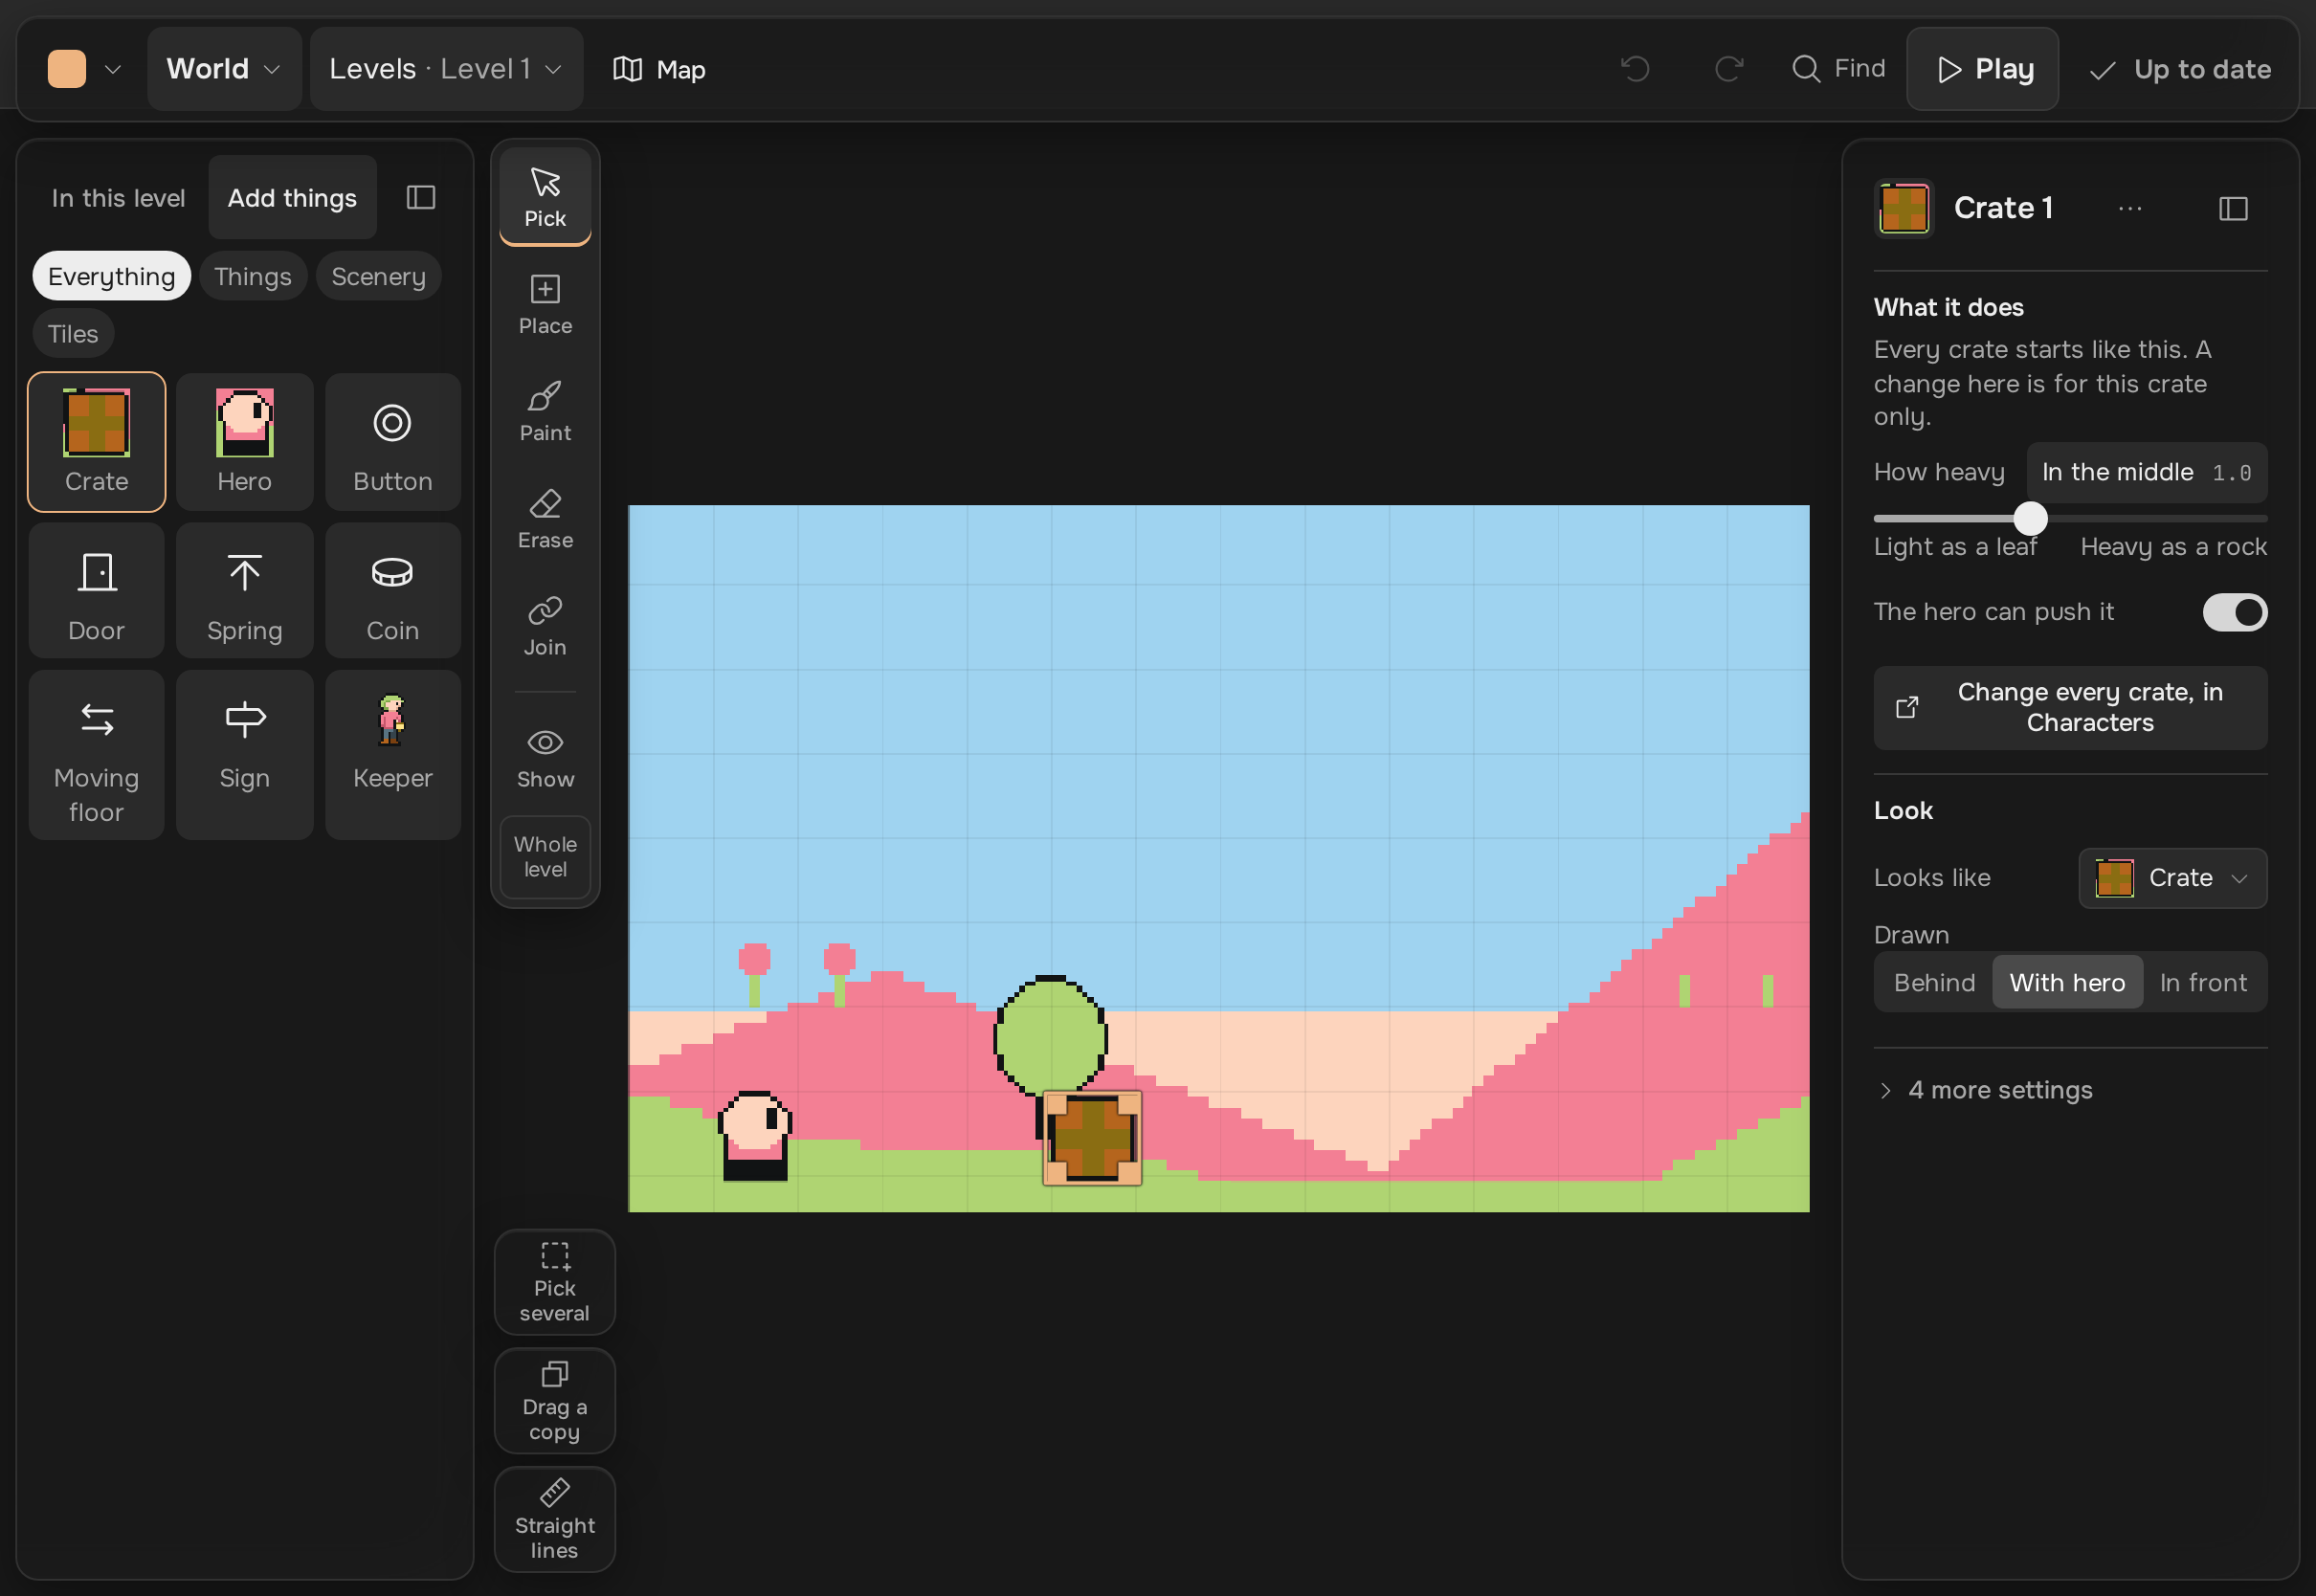 World
Levels · Level 1
Map
Find
Play
Up to date
In this level
Add things
Everything
Things
Scenery
Tiles
Crate
Hero
Button
Door
Spring
Coin
Moving
floor
Sign
Keeper
Pick
Place
Paint
Erase
Join
Show
Whole
level
Pick
several
Drag a
copy
Straight
lines
Crate 1
What it does
Every crate starts like this. A
change here is for this crate
only.
How heavy
In the middle 1.0
Light as a leaf
Heavy as a rock
The hero can push it
Change every crate, in
Characters
Look
Looks like
Crate
Drawn
Behind
With hero
In front
4 more settings